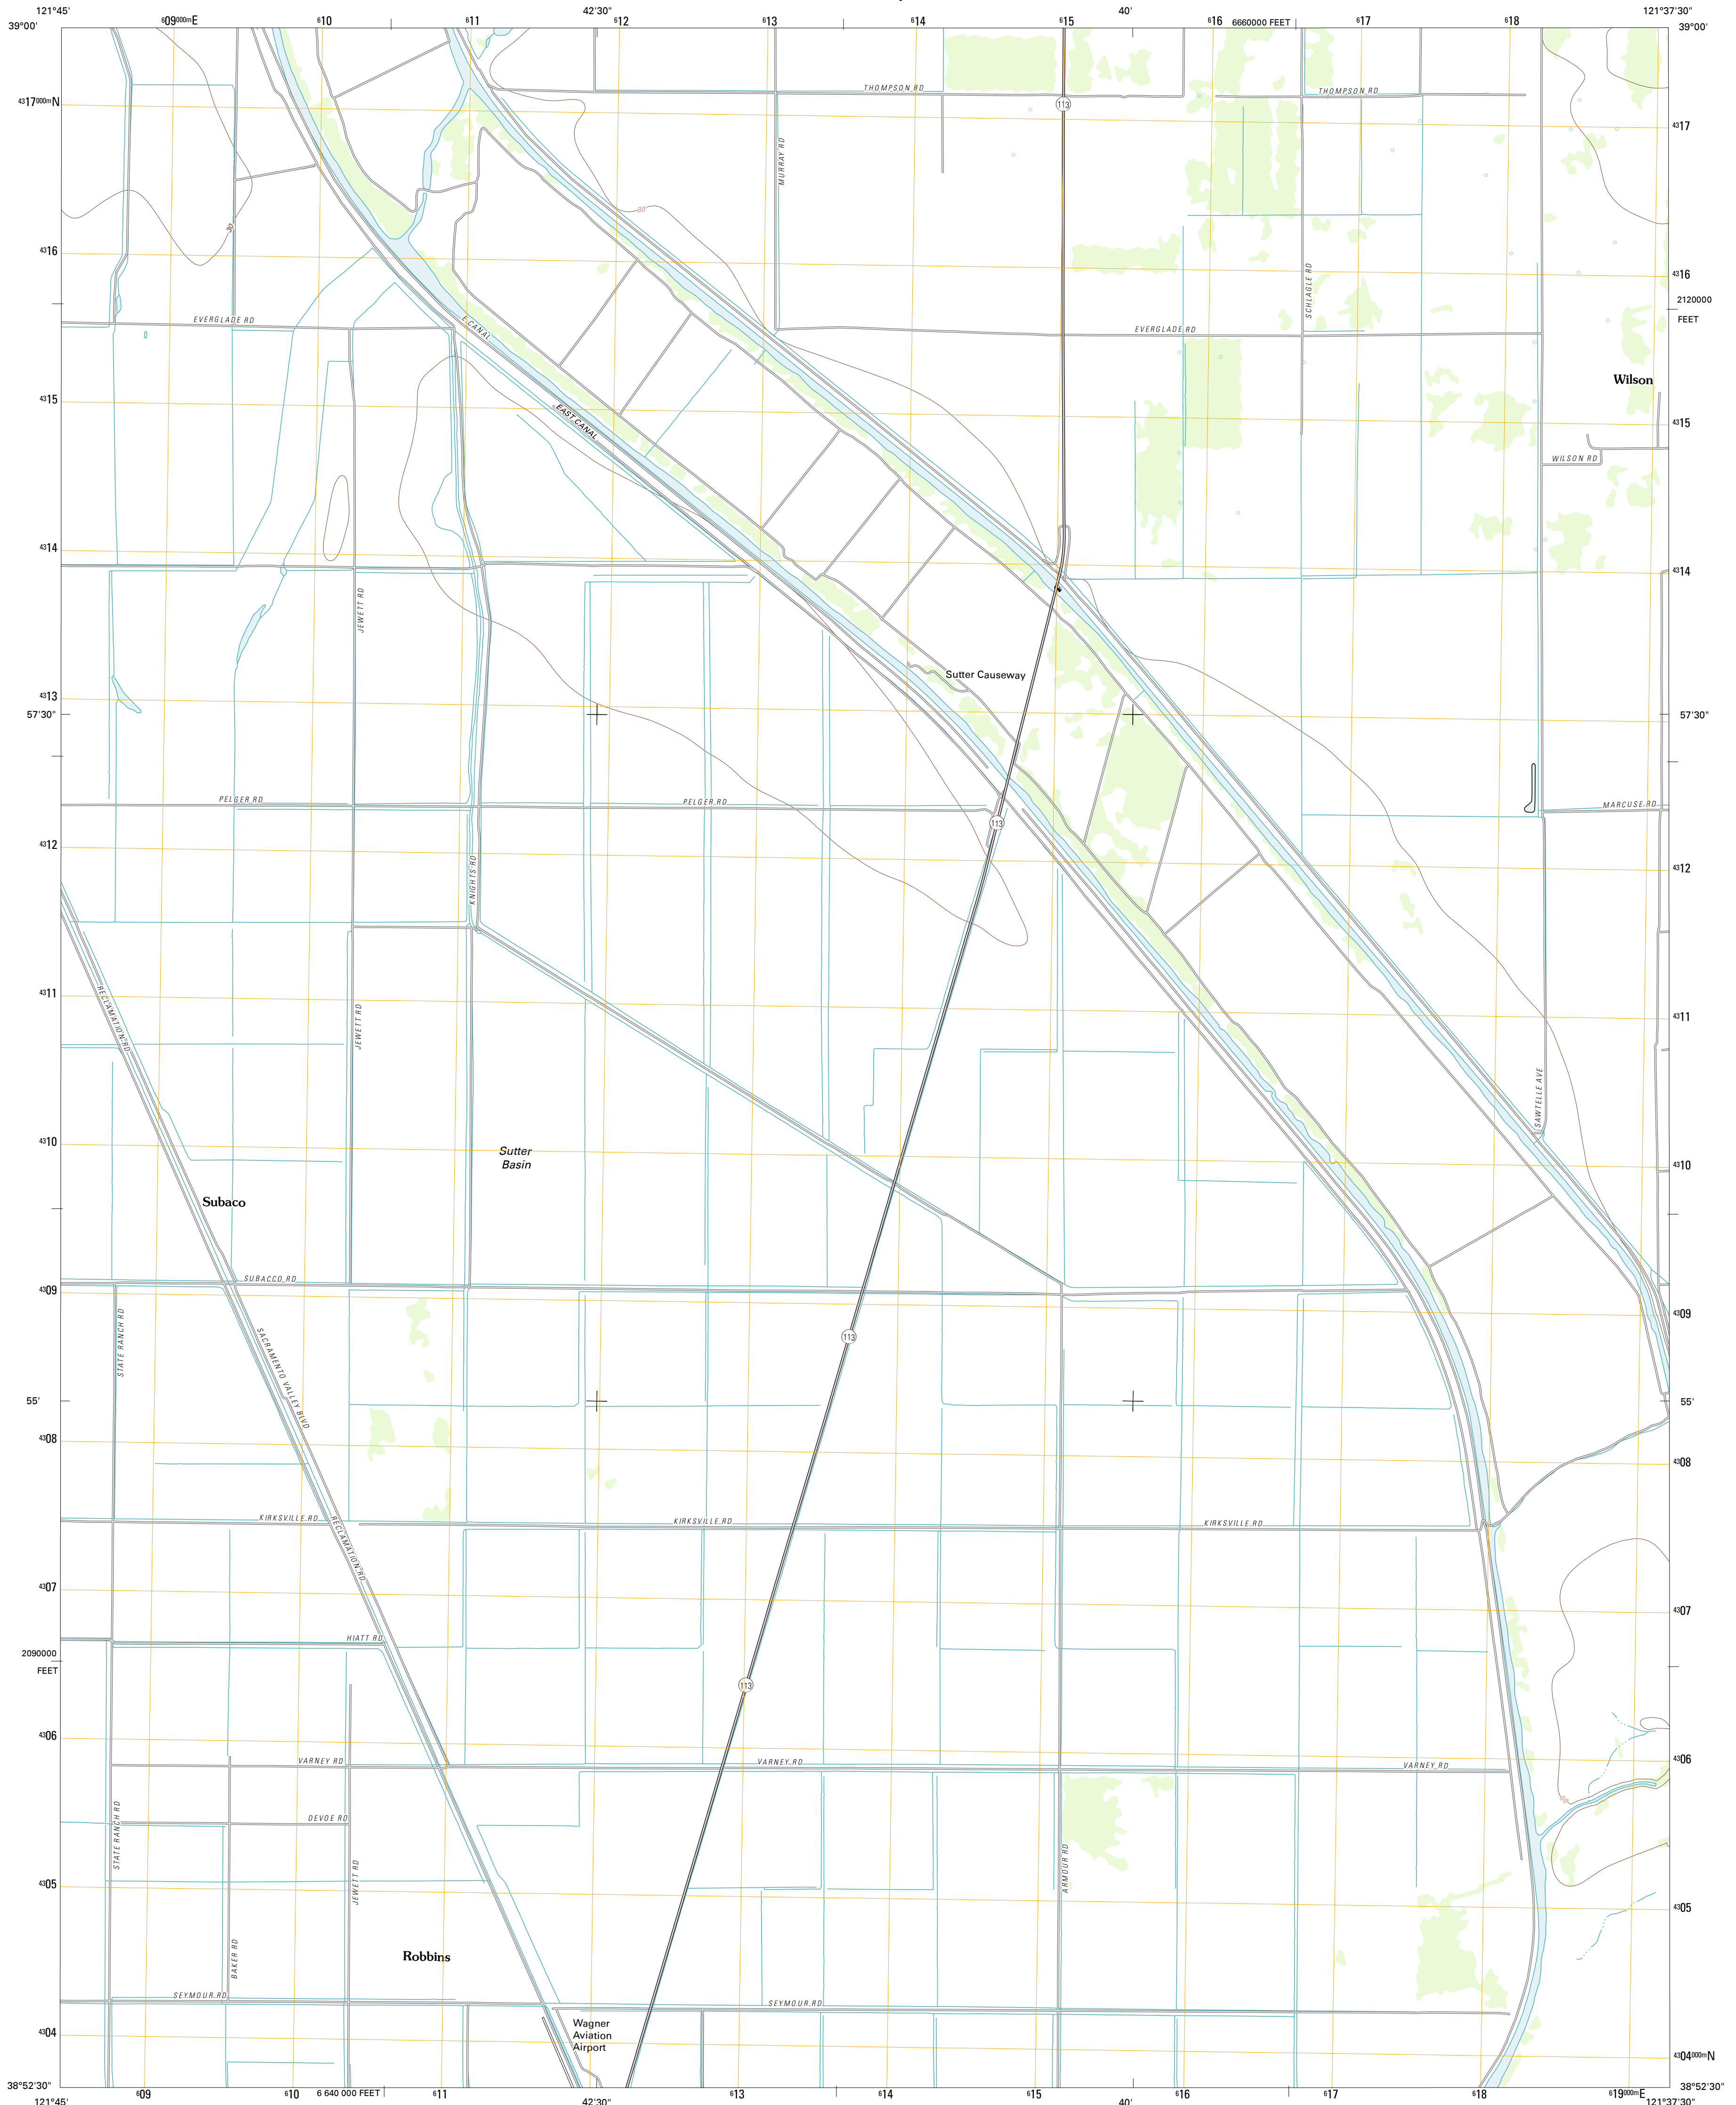 121°45'
⁶09⁰⁰⁰ᵐE
⁶10
⁶11
42'30"
⁶12
⁶13
⁶14
⁶15
40'
⁶16
6660000 FEET
⁶17
⁶18
121°37'30"
39°00'
39°00'
THOMPSON RD
THOMPSON RD
⁴³17⁰⁰⁰ᵐN
113
⁴³17
MURRAY RD
30
30
⁴³16
⁴³16
SCHLAGLE RD
2120000
FEET
EVERGLADE RD
E CANAL
EVERGLADE RD
Wilson
⁴³15
EAST CANAL
⁴³15
WILSON RD
⁴³14
⁴³14
JEWETT RD
Sutter Causeway
⁴³13
57'30"
57'30"
PELGER RD
PELGER RD
MARCUSE RD
113
⁴³12
⁴³12
KNIGHTS RD
⁴³11
RECLAMATION RD
JEWETT RD
⁴³11
SAWTELLE AVE
⁴³10
Sutter
Basin
⁴³10
Subaco
SUBACCO RD
⁴³09
⁴³09
STATE RANCH RD
SACRAMENTO VALLEY BLVD
113
55'
55'
⁴³08
⁴³08
KIRKSVILLE RD
RECLAMATION RD
KIRKSVILLE RD
KIRKSVILLE RD
⁴³07
⁴³07
HIATT RD
2090000
FEET
113
⁴³06
⁴³06
VARNEY RD
VARNEY RD
VARNEY RD
30
STATE RANCH RD
DEVOE RD
JEWETT RD
ARMOUR RD
⁴³05
⁴³05
BAKER RD
Robbins
SEYMOUR RD
SEYMOUR RD
⁴³04
Wagner
Aviation
Airport
⁴³04⁰⁰⁰ᵐN
38°52'30"
38°52'30"
⁶09
⁶10
6 640 000 FEET
⁶11
⁶13
⁶14
⁶15
⁶16
⁶17
⁶18
⁶19⁰⁰⁰ᵐE
121°45'
42'30"
40'
121°37'30"